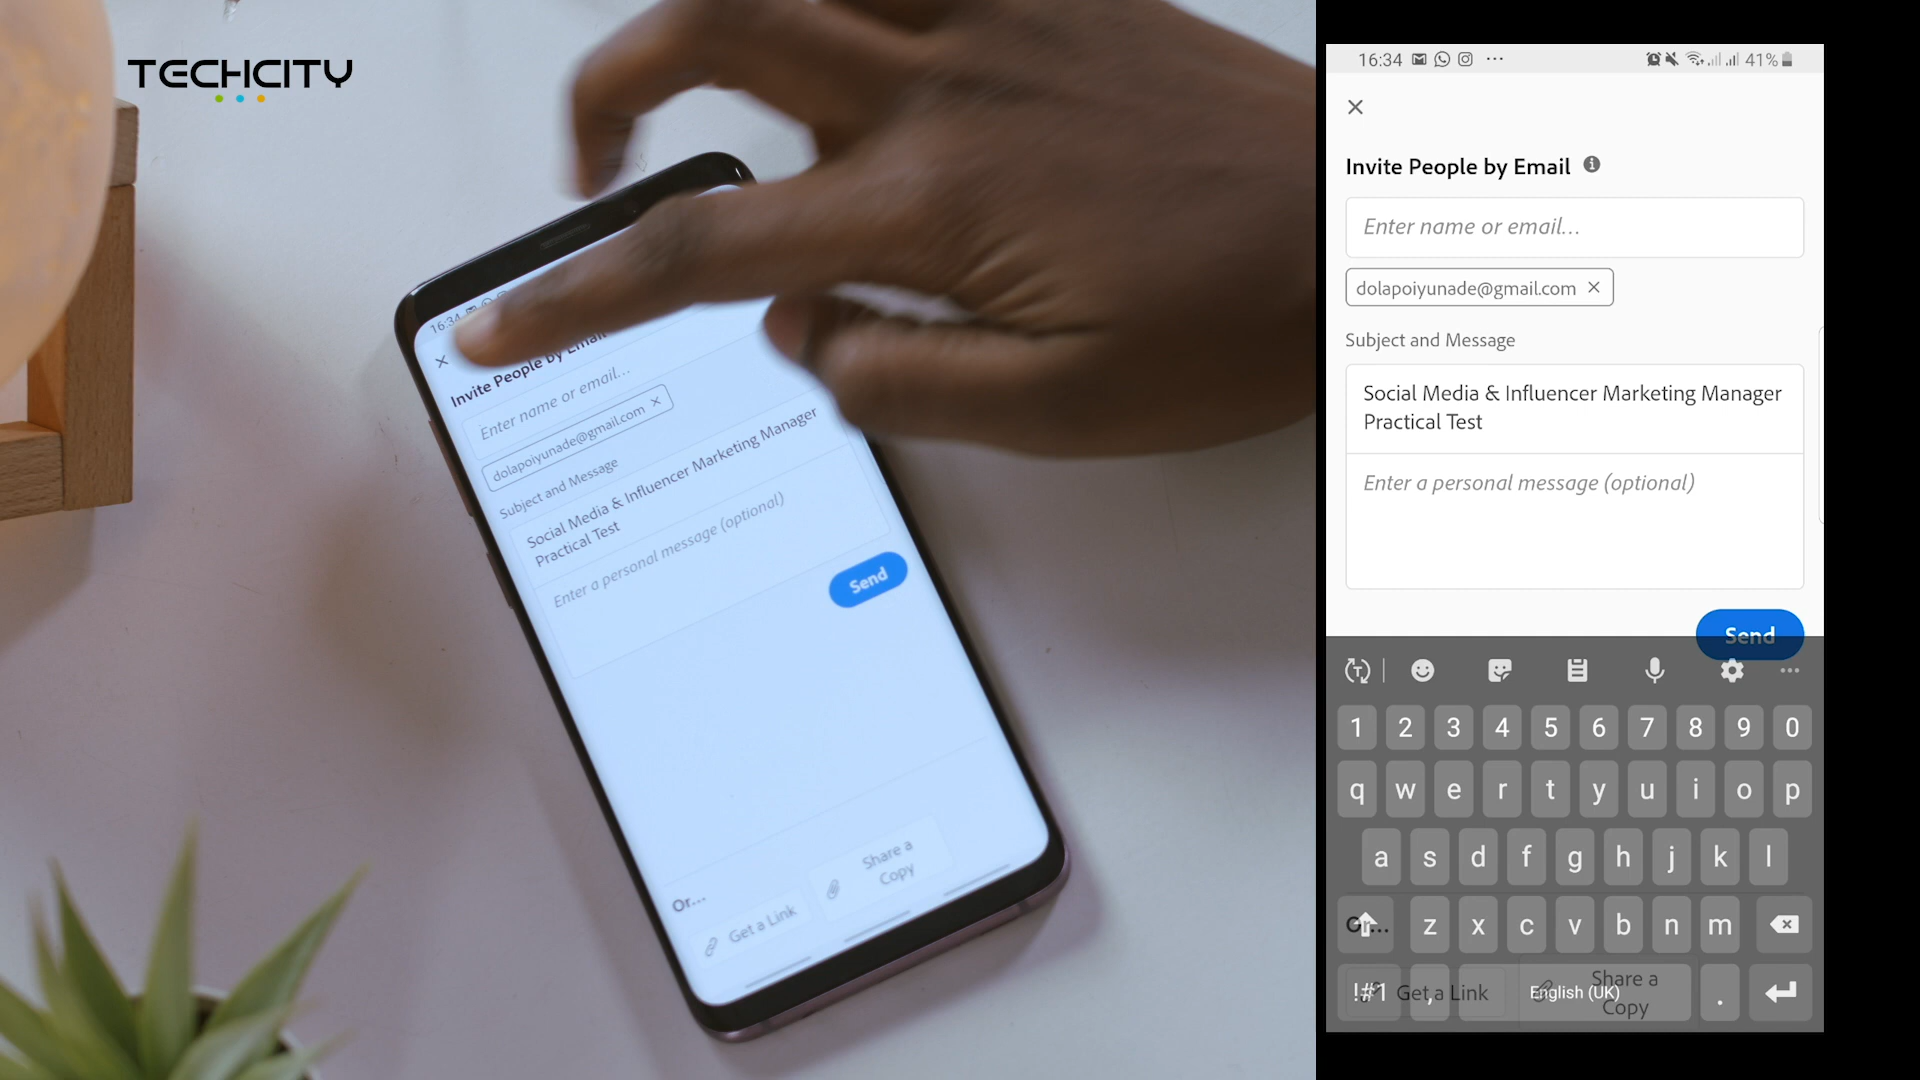 TECHCITY
16:34
Invite People by Email
Enter name or email...
dolapoiyunade@gmail.com
Subject and Message
Social Media & Influencer Marketing Manager
Practical Test
Enter a personal message (optional)
Send
Or...
Get a Link
Share a
Copy
16:34
41%
Invite People by Email
Enter name or email...
dolapoiyunade@gmail.com
Subject and Message
Social Media & Influencer Marketing Manager
Practical Test
Enter a personal message (optional)
Send
1 2 3 4 5 6 7 8 9 0
q w e r t y u i o p
a s d f g h j k l
Or...
z x c v b n m
!#1 , Get a Link English (UK) Share a
Copy
.